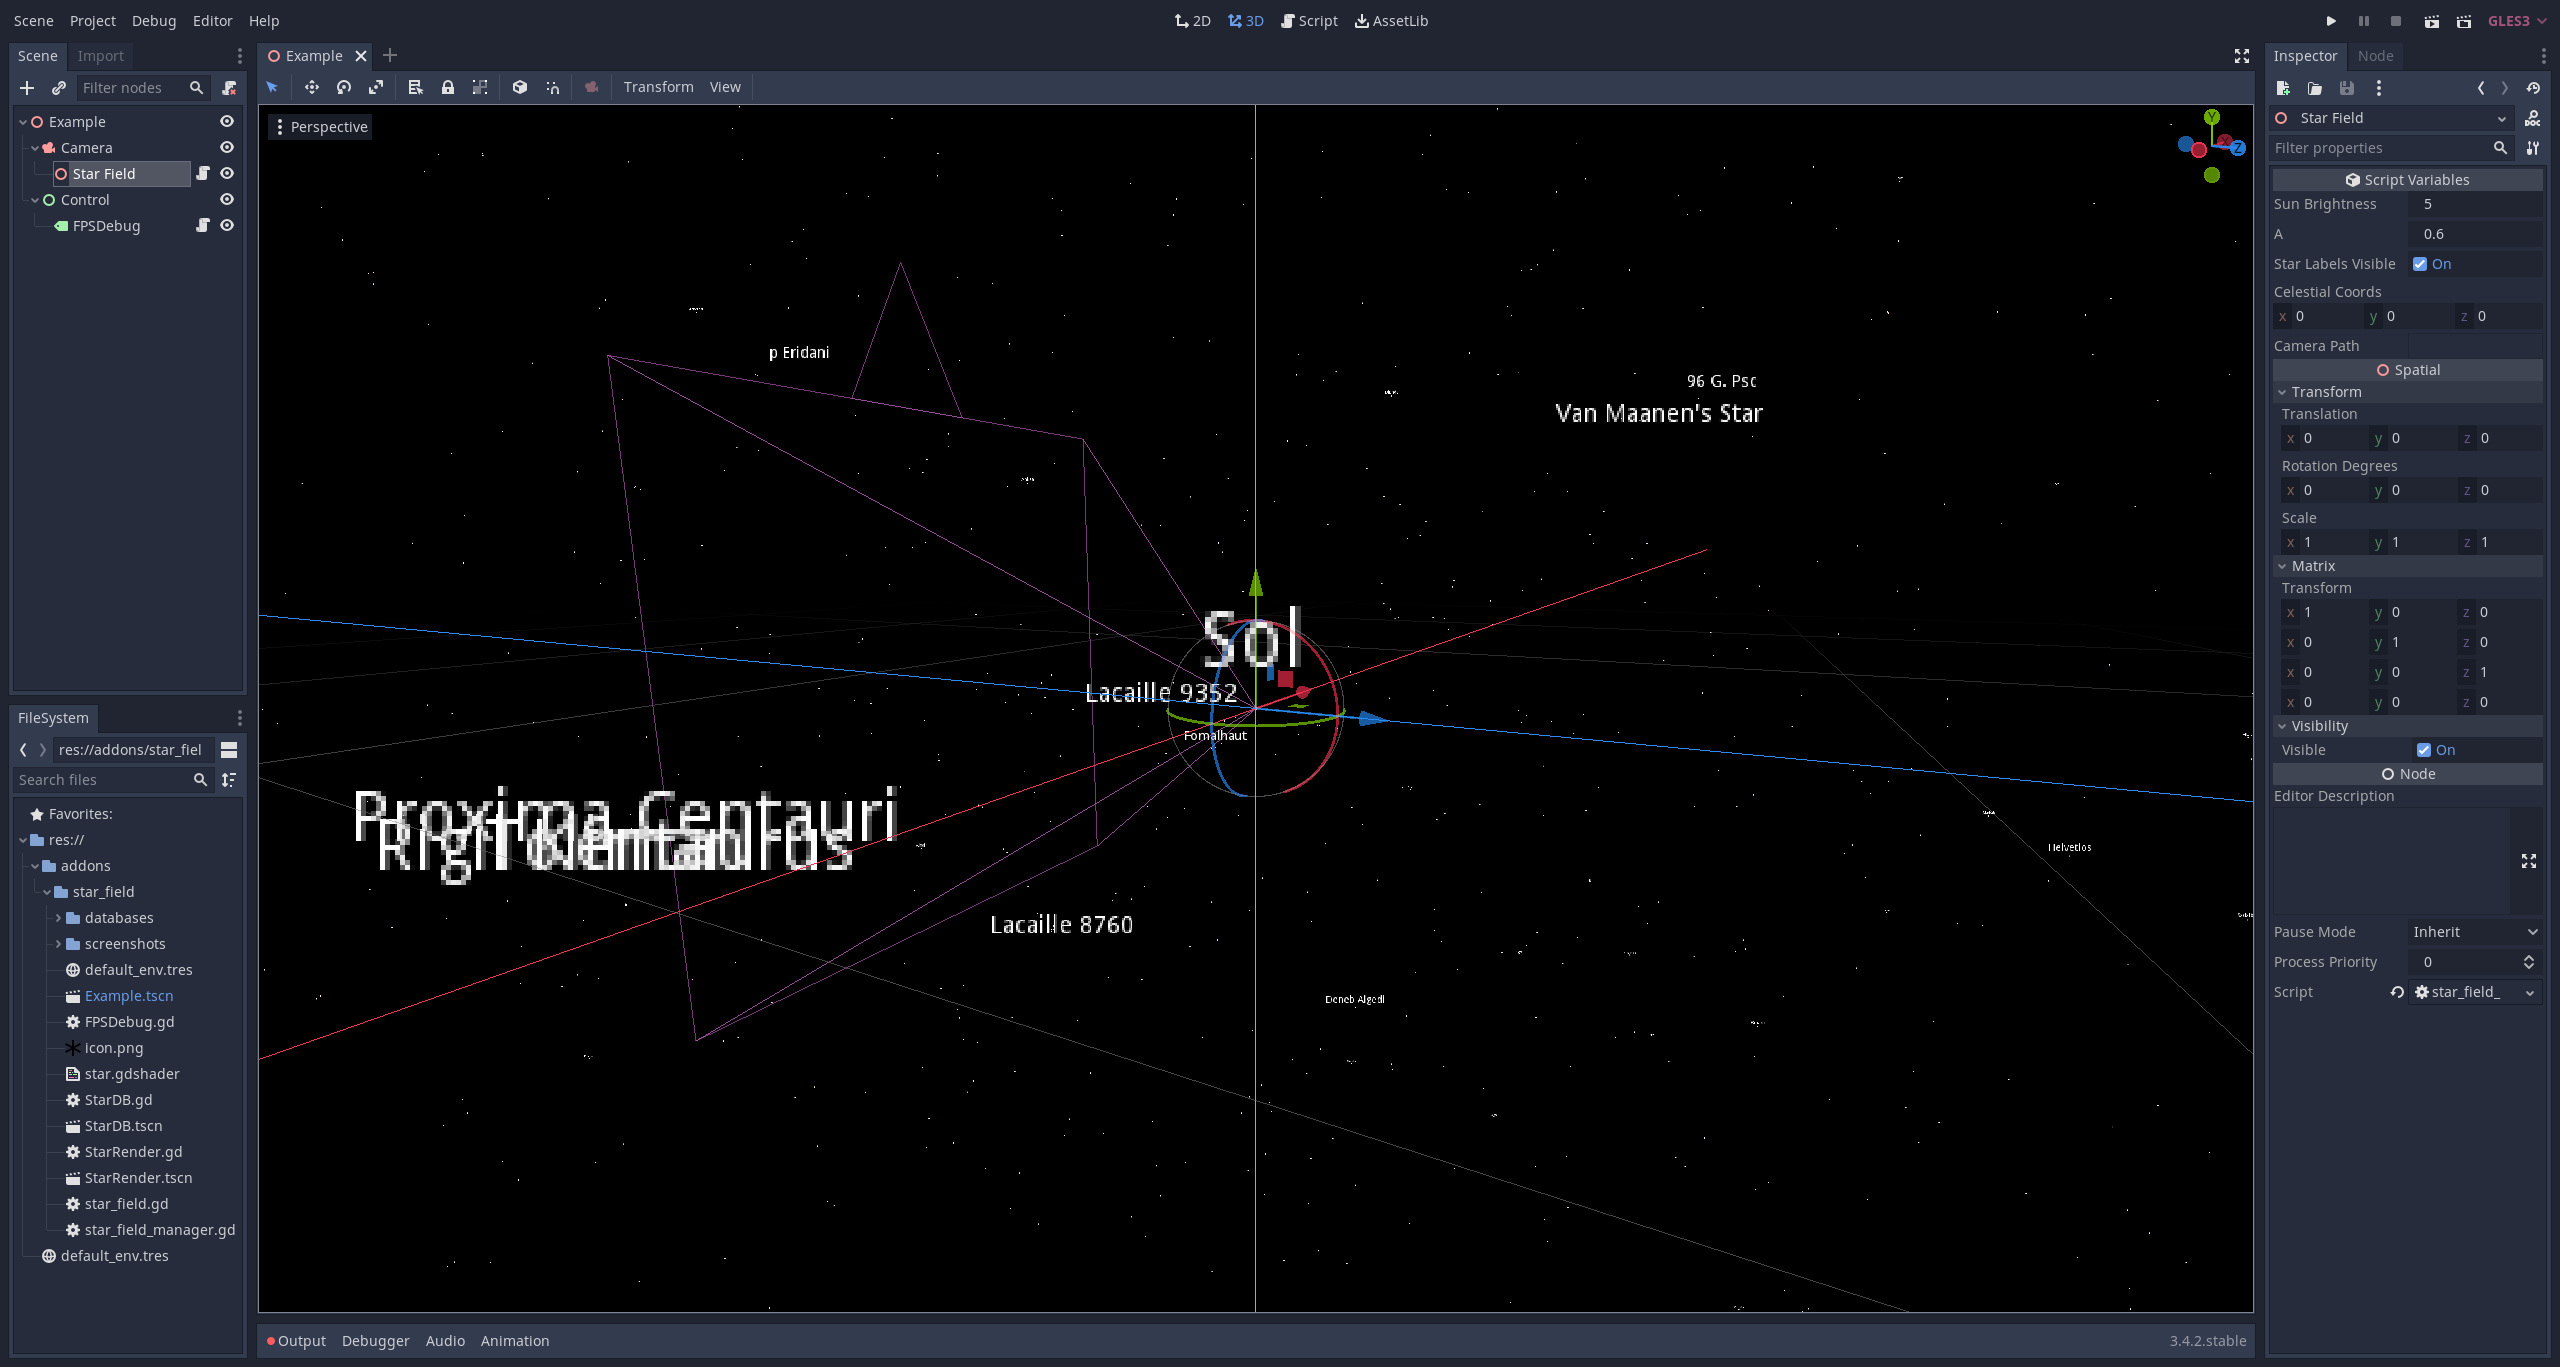 Scene Project Debug Editor Help
2D 3D Script AssetLib
GLES3
Scene Import
Filter nodes
Example
Camera
Star Field
Control
FPSDebug
FileSystem
res://addons/star_fiel
Search files
Favorites:
res://
addons
star_field
databases
screenshots
default_env.tres
Example.tscn
FPSDebug.gd
icon.png
star.gdshader
StarDB.gd
StarDB.tscn
StarRender.gd
StarRender.tscn
star_field.gd
star_field_manager.gd
default_env.tres
Example
Transform View
Perspective
Y
Z
p Eridani
96 G. Psc
Van Maanen's Star
Sol
Lacaille 9352
Fomalhaut
Proxima Centauri
Lacaille 8760
Helvetios
Deneb Algedi
Output Debugger Audio Animation
3.4.2.stable
Inspector Node
Star Field
DOC
Filter properties
Script Variables
Sun Brightness 5
A 0.6
Star Labels Visible On
Celestial Coords
x 0 y 0 z 0
Camera Path
Spatial
Transform
Translation
x 0 y 0 z 0
Rotation Degrees
x 0 y 0 z 0
Scale
x 1 y 1 z 1
Matrix
Transform
x 1 y 0 z 0
x 0 y 1 z 0
x 0 y 0 z 1
x 0 y 0 z 0
Visibility
Visible On
Node
Editor Description
Pause Mode Inherit
Process Priority 0
Script star_field_